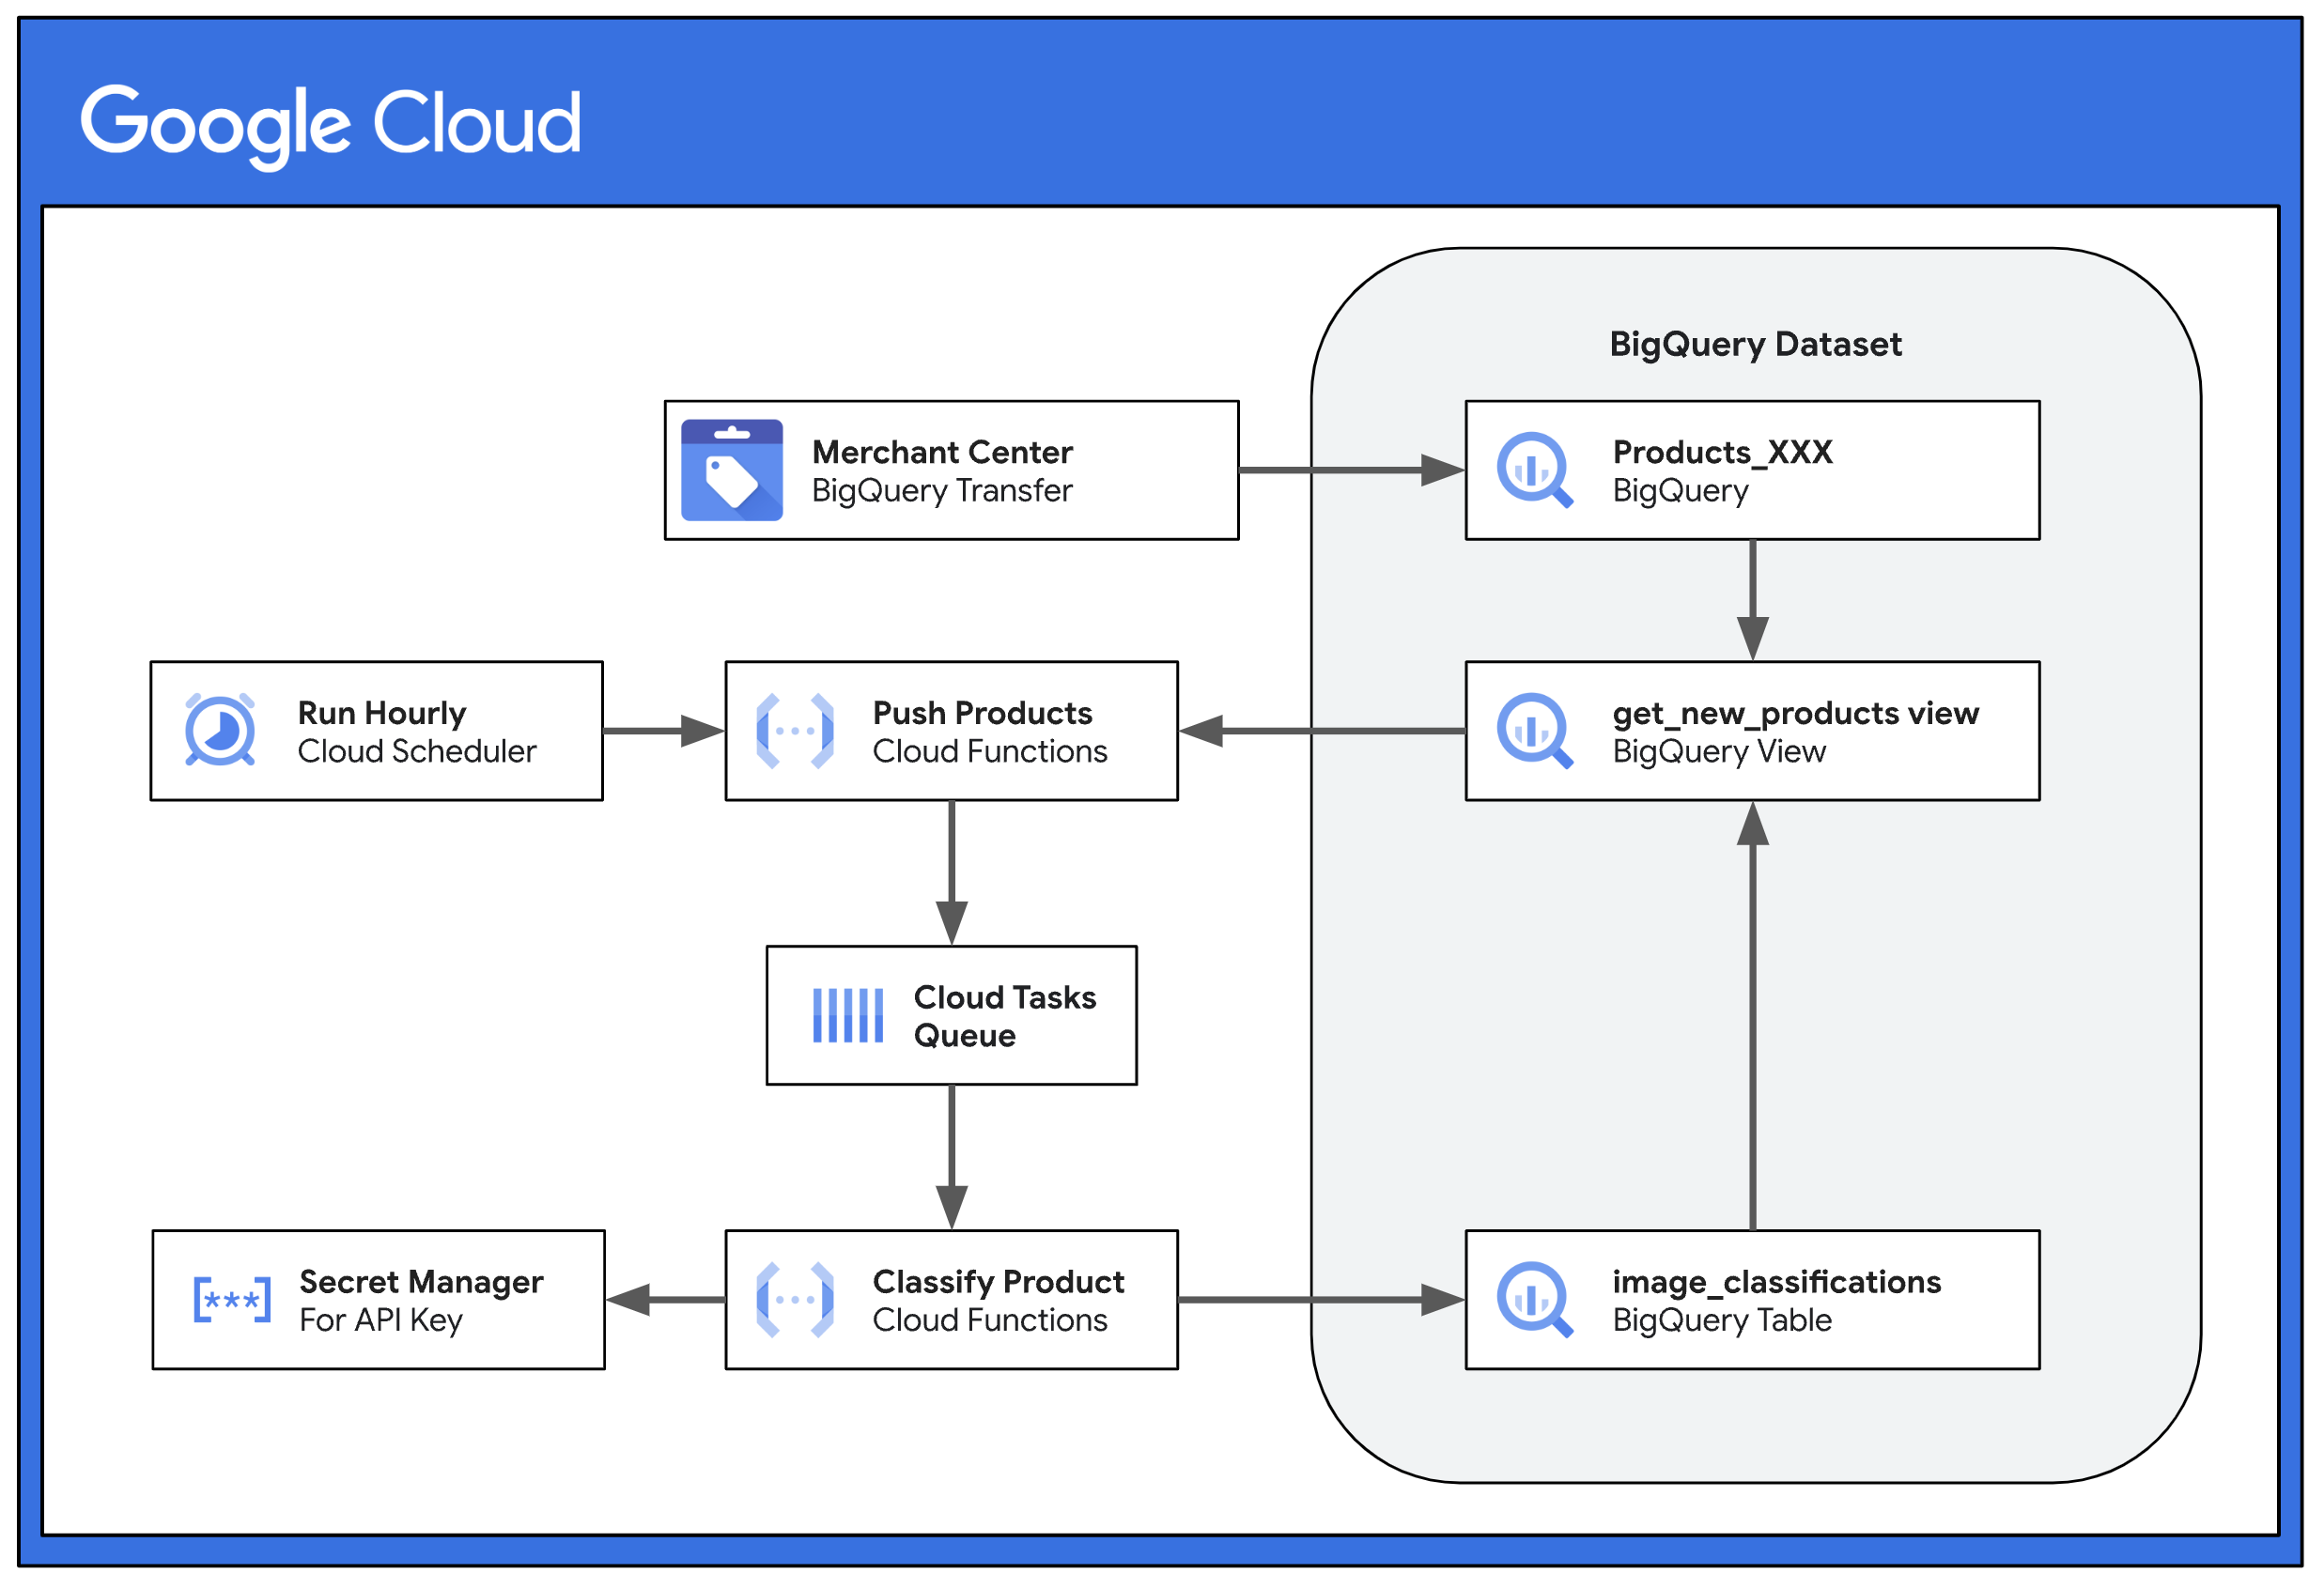 Google Cloud
BigQuery Dataset
Merchant Center
BigQuery Transfer
Products_XXX
BigQuery
Run Hourly
Cloud Scheduler
Push Products
Cloud Functions
get_new_products view
BigQuery View
Cloud Tasks
Queue
Secret Manager
For API Key
Classify Product
Cloud Functions
image_classifications
BigQuery Table